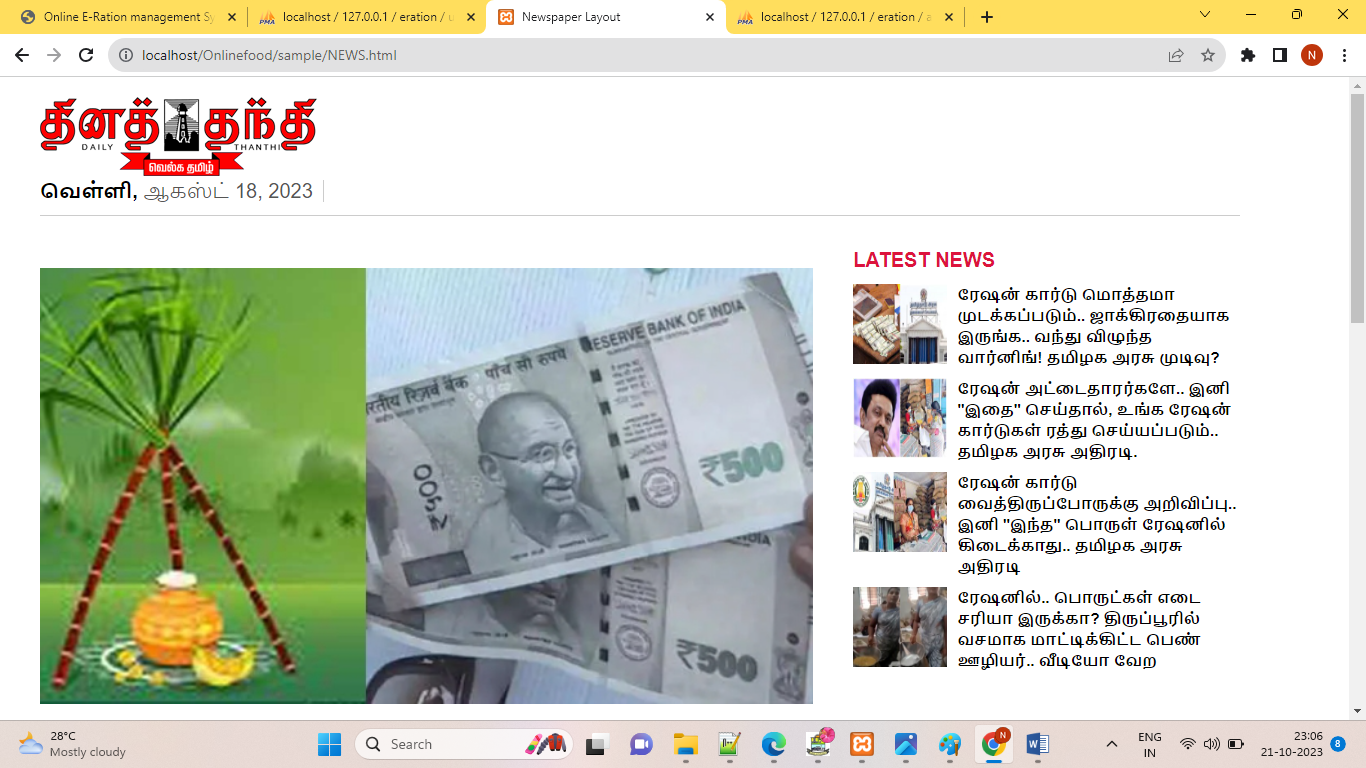 Online E-Ration management Sy
localhost / 127.0.0.1 / eration / u
Newspaper Layout
localhost / 127.0.0.1 / eration / a
localhost/Onlinefood/sample/NEWS.html
N
தினத் தந்தி
DAILY THANTHI
வெல்க தமிழ்
வெள்ளி, ஆகஸ்ட் 18, 2023
LATEST NEWS
ரேஷன் கார்டு மொத்தமா
முடக்கப்படும்.. ஜாக்கிரதையாக
இருங்க.. வந்து விழுந்த
வார்னிங்! தமிழக அரசு முடிவு?
ரேஷன் அட்டைதாரர்களே.. இனி
"இதை" செய்தால், உங்க ரேஷன்
கார்டுகள் ரத்து செய்யப்படும்..
தமிழக அரசு அதிரடி.
ரேஷன் கார்டு
வைத்திருப்போருக்கு அறிவிப்பு..
இனி "இந்த" பொருள் ரேஷனில்
கிடைக்காது.. தமிழக அரசு
அதிரடி
ரேஷனில்.. பொருட்கள் எடை
சரியா இருக்கா? திருப்பூரில்
வசமாக மாட்டிக்கிட்ட பெண்
ஊழியர்.. வீடியோ வேற
RESERVE BANK OF INDIA
पाँच सौ रुपये
भारतीय रिज़र्व बैंक
₹500
₹500
28°C
Mostly cloudy
Search
ENG
IN
23:06
21-10-2023
8